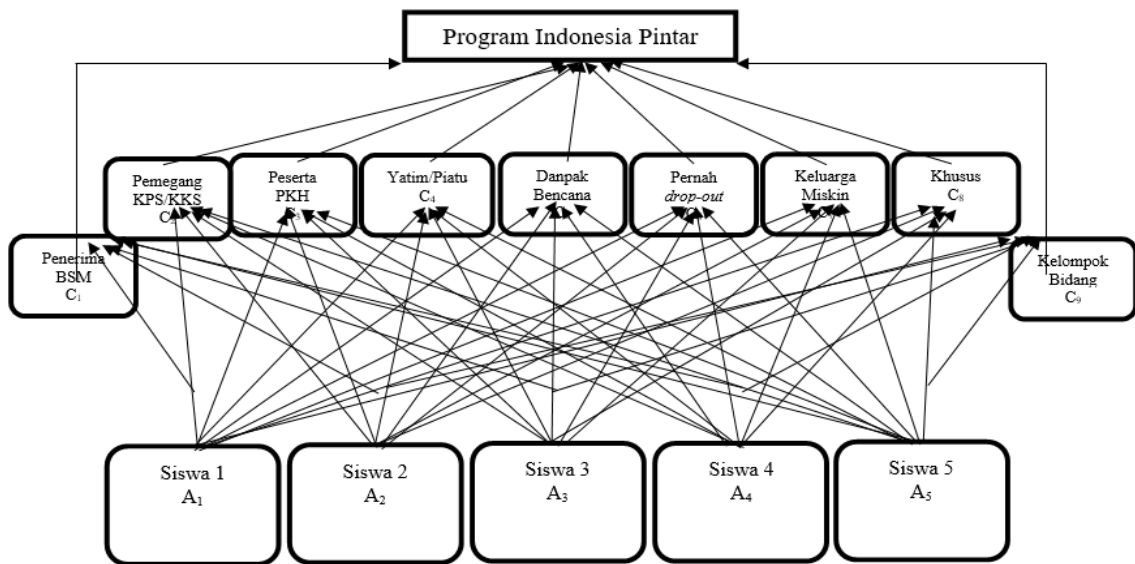 Program Indonesia Pintar
Pemegang
KPS/KKS
Peserta
PKH
C₃
Yatim/Piatu
C₄
Danpak
Bencana
Pernah
drop-out
Keluarga
Miskin
Khusus
C₈
Penerima
BSM
C₁
Kelompok
Bidang
C₉
Siswa 1
A₁
Siswa 2
A₂
Siswa 3
A₃
Siswa 4
A₄
Siswa 5
A₅